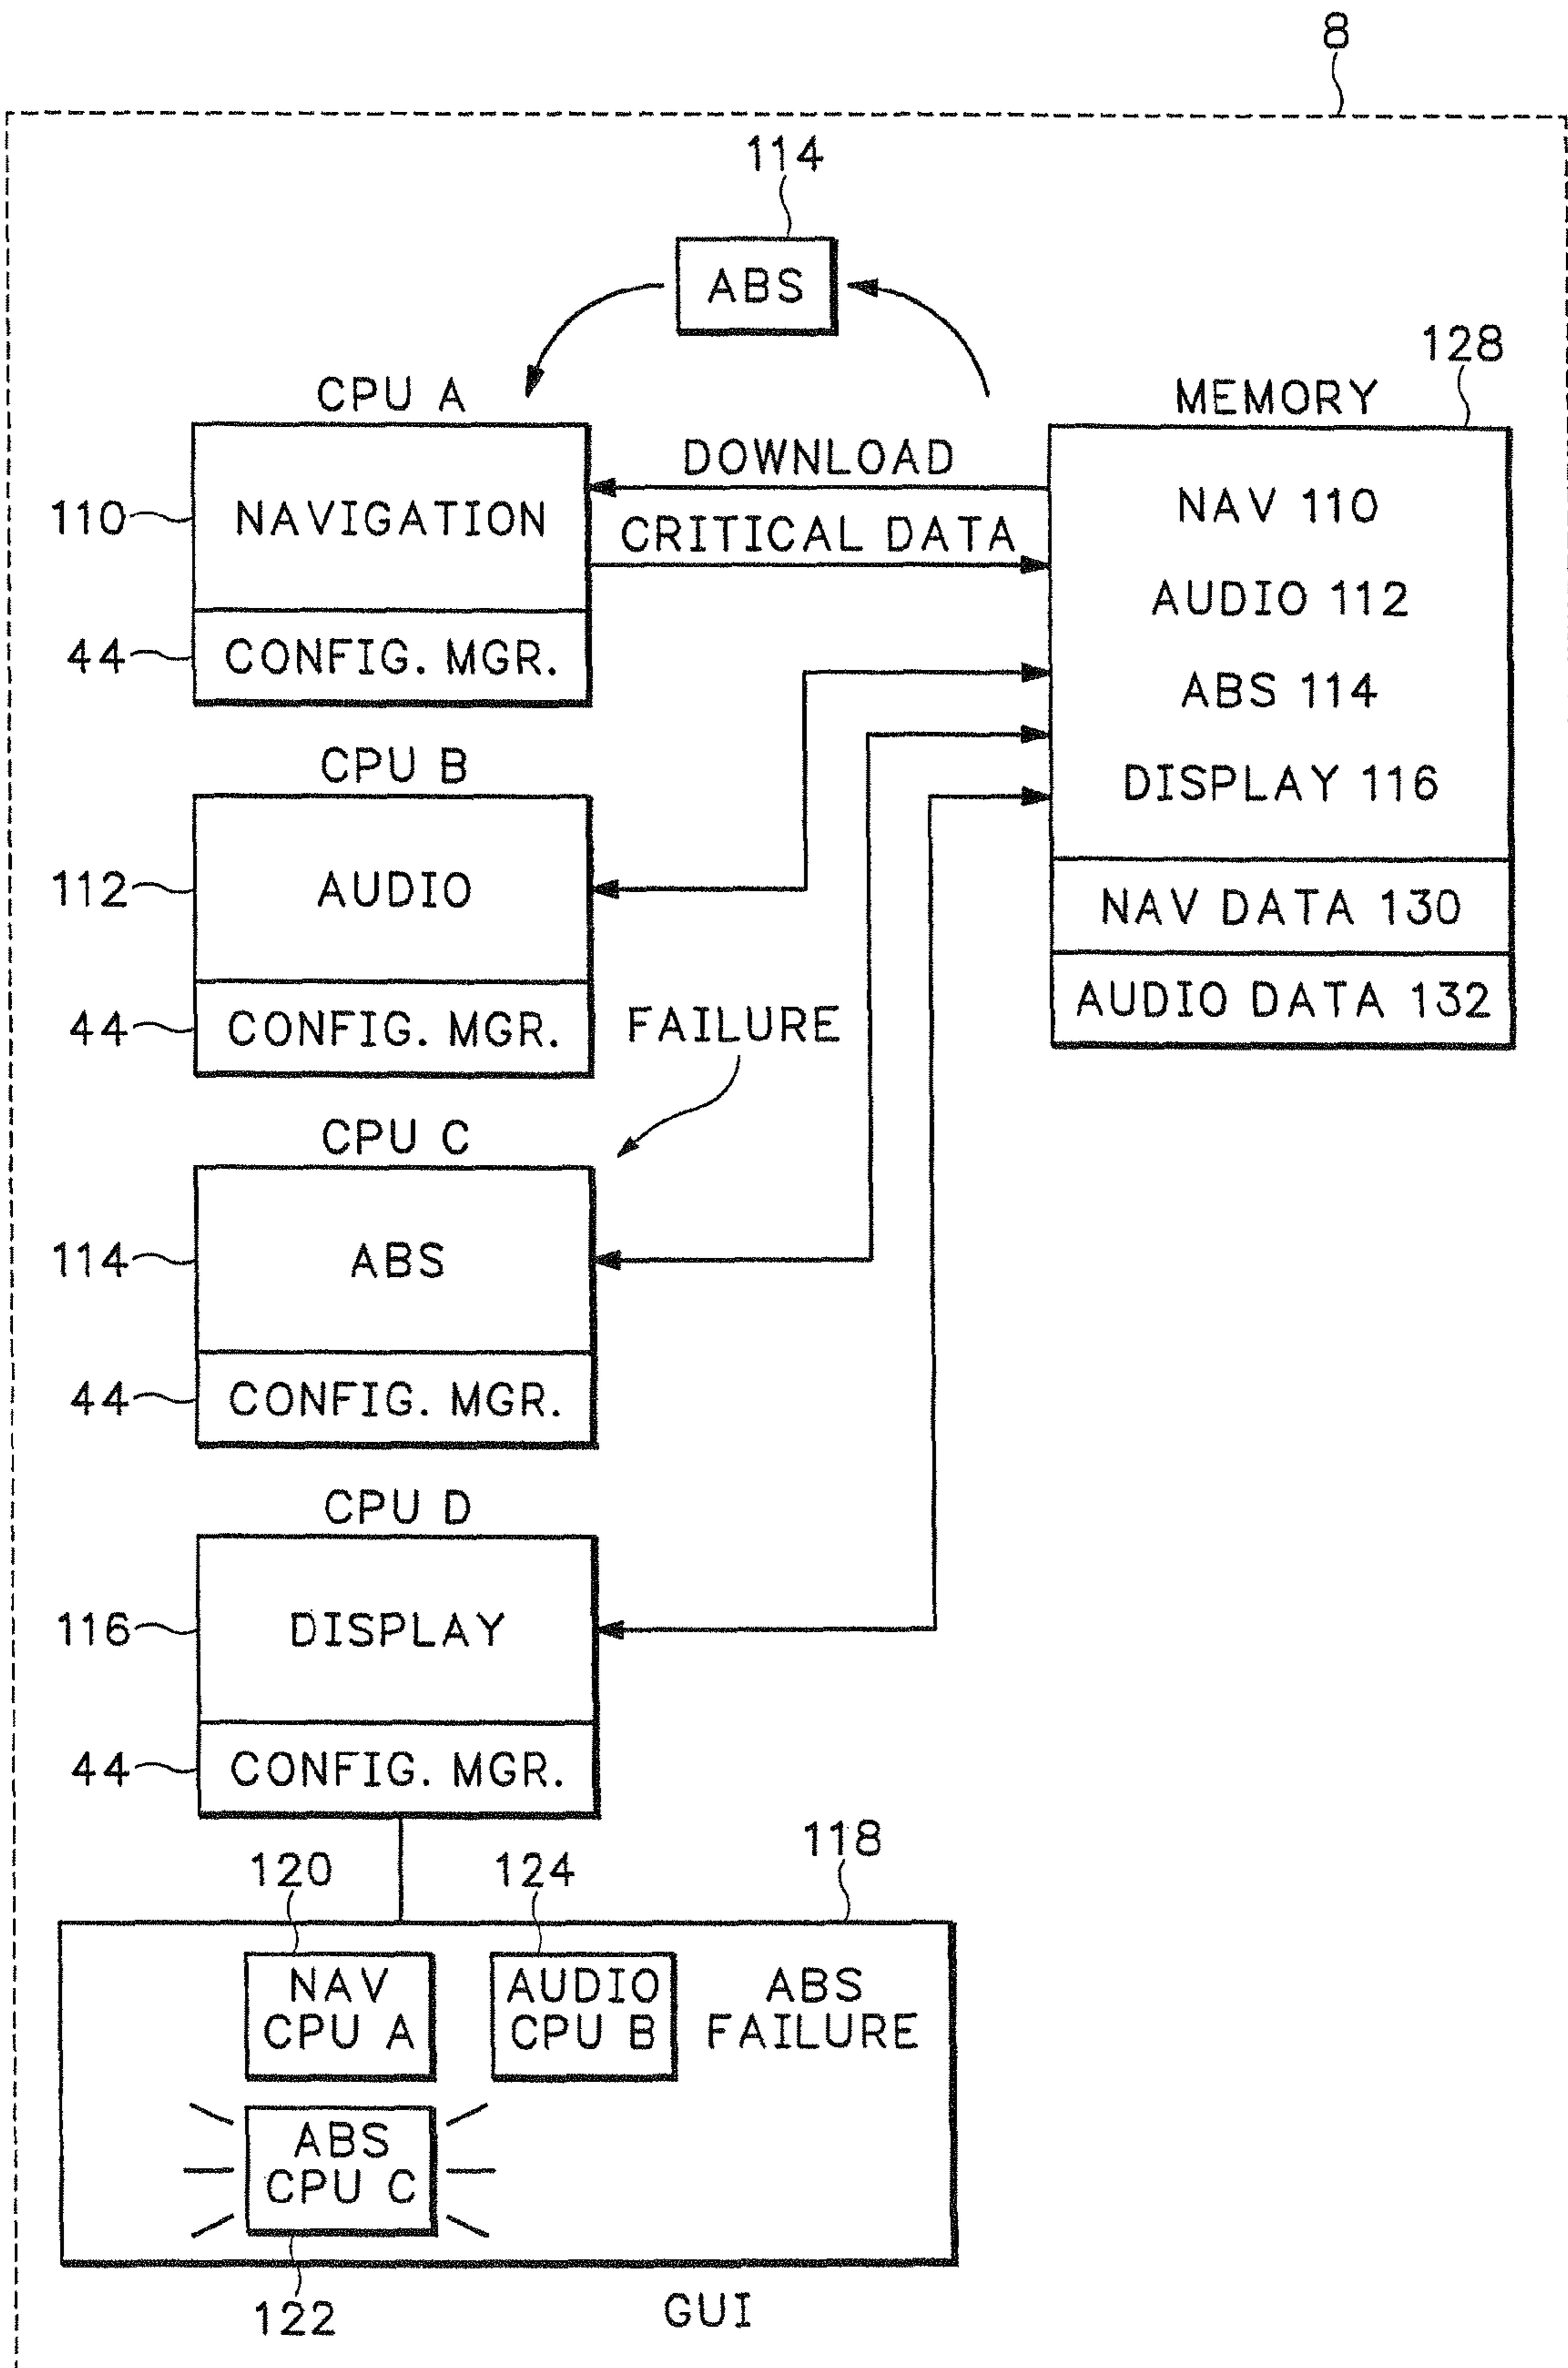 8
114
ABS
CPU A
MEMORY
128
110
NAVIGATION
44
CONFIG. MGR.
DOWNLOAD
CRITICAL DATA
NAV 110
AUDIO 112
ABS 114
DISPLAY 116
NAV DATA 130
AUDIO DATA 132
CPU B
112
AUDIO
44
CONFIG. MGR.
FAILURE
CPU C
114
ABS
44
CONFIG. MGR.
CPU D
116
DISPLAY
44
CONFIG. MGR.
120
124
118
NAV
CPU A
AUDIO
CPU B
ABS
FAILURE
ABS
CPU C
122
GUI